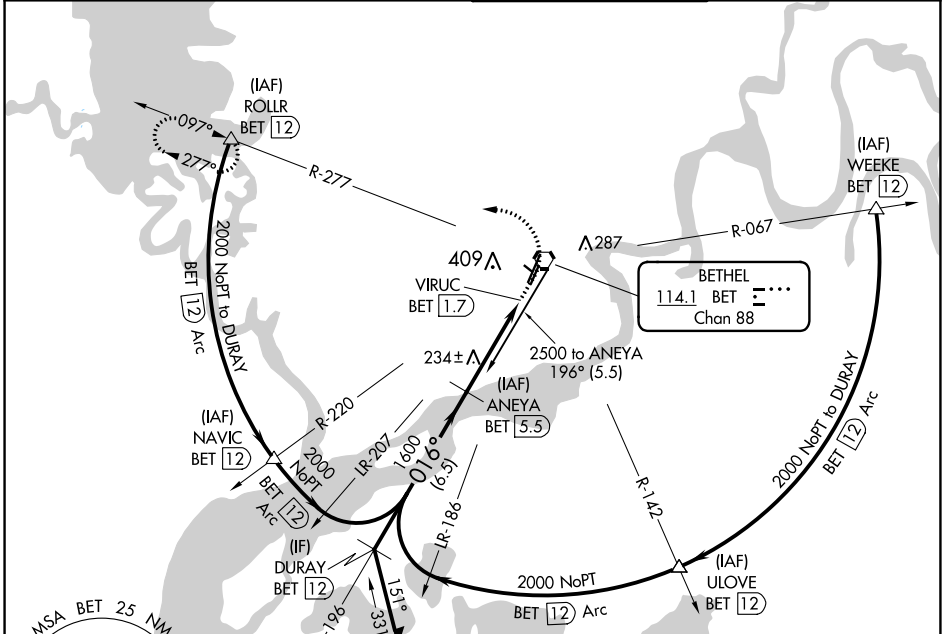 (IAF)
ROLLR
BET 12
097°
277°
R-277
(IAF)
WEEKE
BET 12
R-067
2000 NoPT to DURAY
BET 12 Arc
409
287
VIRUC
BET 1.7
BETHEL
114.1 BET
Chan 88
234±
2500 to ANEYA
196° (5.5)
(IAF)
ANEYA
BET 5.5
2000 NoPT to DURAY
BET 12 Arc
(IAF)
NAVIC
BET 12
R-220
LR-207
1600
016°
(6.5)
2000
NoPT
BET 12
Arc
LR-186
R-142
(IF)
DURAY
BET 12
2000 NoPT
BET 12 Arc
(IAF)
ULOVE
BET 12
-196
151°
331
MSA BET 25 NM